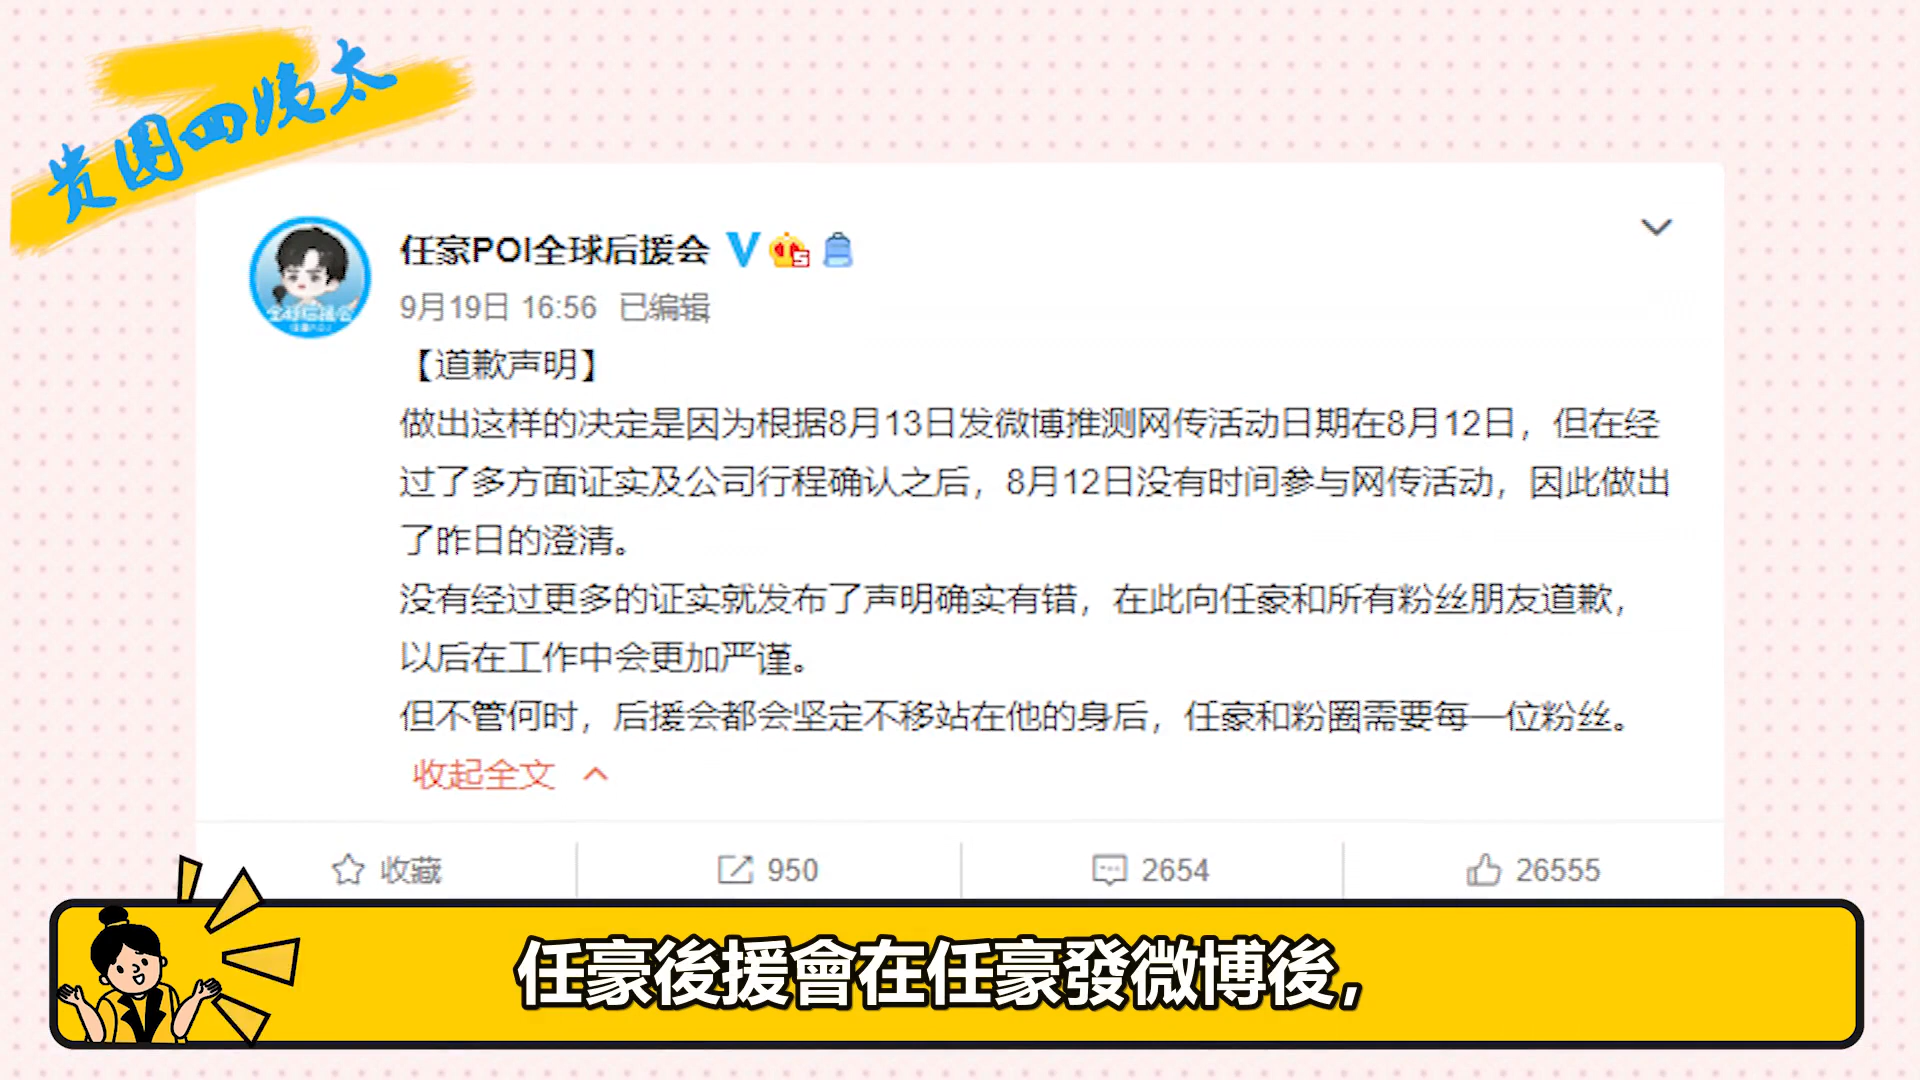 贵圈四姨太
任豪POI全球后援会
9月19日 16:56 已编辑
【道歉声明】
做出这样的决定是因为根据8月13日发微博推测网传活动日期在8月12日，但在经
过了多方面证实及公司行程确认之后，8月12日没有时间参与网传活动，因此做出
了昨日的澄清。
没有经过更多的证实就发布了声明确实有错，在此向任豪和所有粉丝朋友道歉，
以后在工作中会更加严谨。
但不管何时，后援会都会坚定不移站在他的身后，任豪和粉圈需要每一位粉丝。
收起全文
收藏
950
2654
26555
任豪後援會在任豪發微博後，